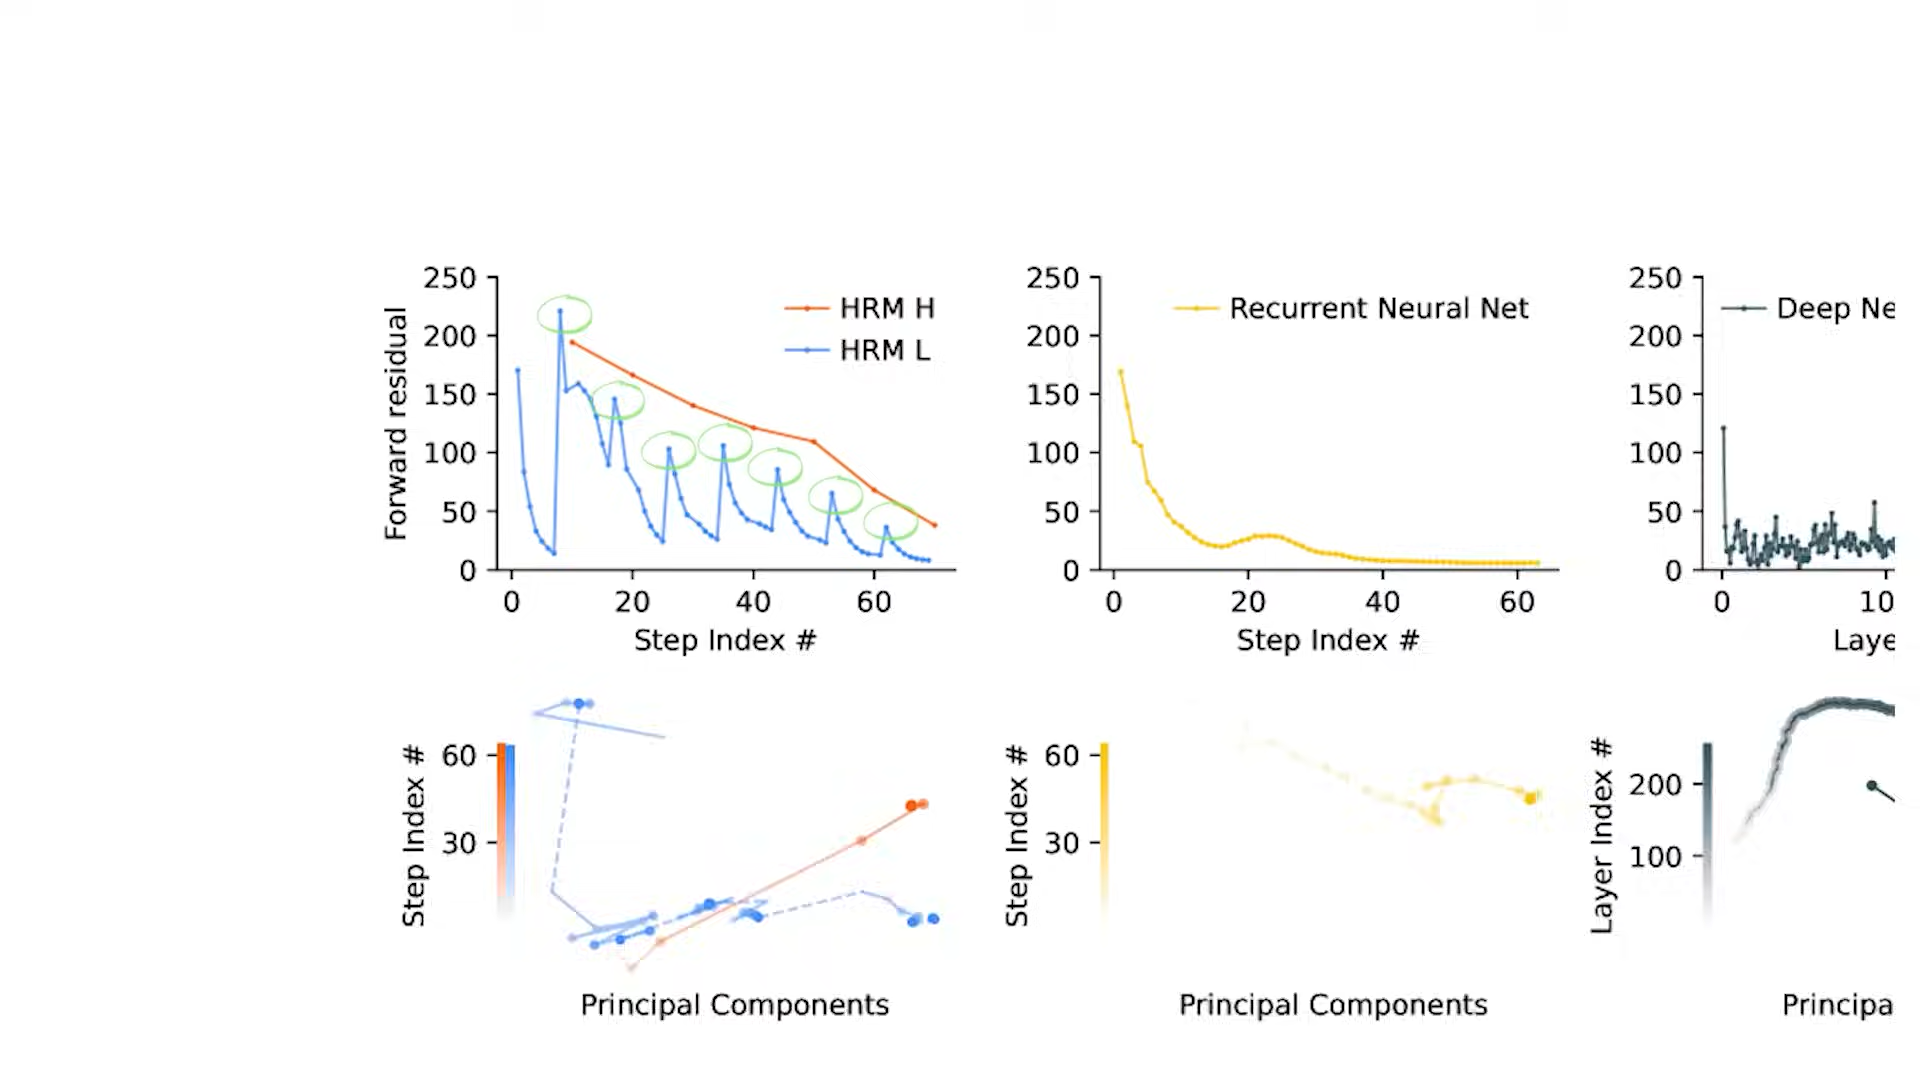 250
200
150
100
50
0
Forward residual
HRM H
HRM L
0 20 40 60
Step Index #
250
200
150
100
50
0
Recurrent Neural Net
0 20 40 60
Step Index #
250
200
150
100
50
0
Deep Ne
0 10
Laye
Step Index #
60
30
Principal Components
Step Index #
60
30
Principal Components
Layer Index #
200
100
Principa